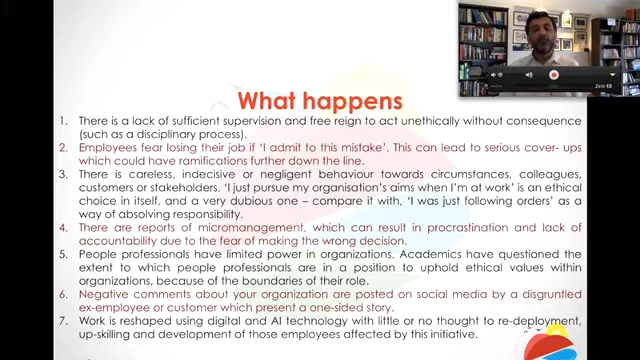 Zero KB
What happens
1. There is a lack of sufficient supervision and free reign to act unethically without consequence
(such as a disciplinary process).
2. Employees fear losing their job if 'I admit to this mistake'. This can lead to serious cover- ups
which could have ramifications further down the line.
3. There is careless, indecisive or negligent behaviour towards circumstances, colleagues,
customers or stakeholders. 'I just pursue my organisation's aims when I'm at work' is an ethical
choice in itself, and a very dubious one – compare it with, 'I was just following orders' as a
way of absolving responsibility.
4. There are reports of micromanagement, which can result in procrastination and lack of
accountability due to the fear of making the wrong decision.
5. People professionals have limited power in organizations. Academics have questioned the
extent to which people professionals are in a position to uphold ethical values within
organizations, because of the boundaries of their role.
6. Negative comments about your organization are posted on social media by a disgruntled
ex-employee or customer which present a one-sided story.
7. Work is reshaped using digital and AI technology with little or no thought to re-deployment,
up-skilling and development of those employees affected by this initiative.